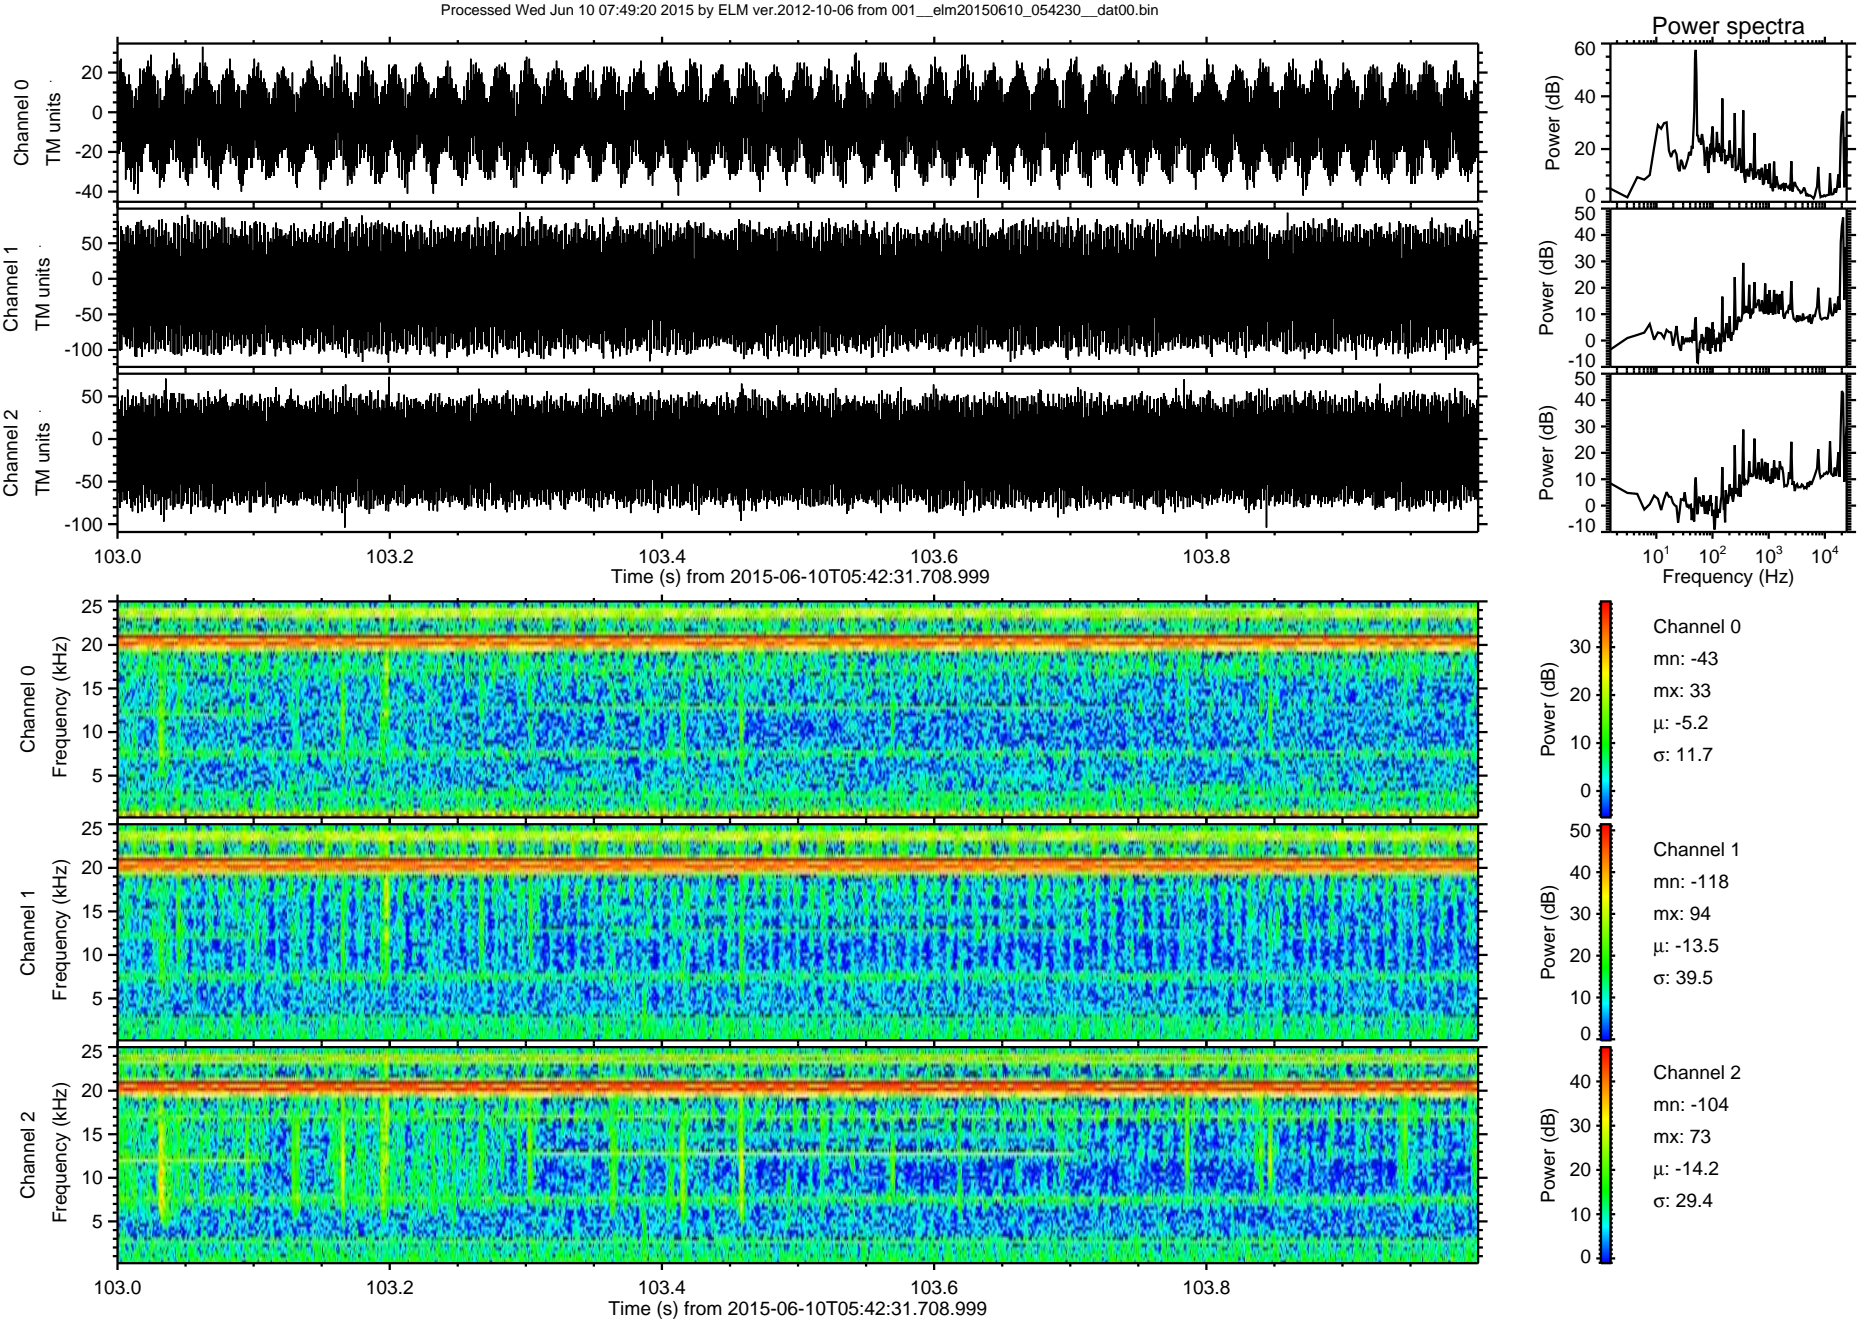 Processed Wed Jun 10 07:49:20 2015 by ELM ver.2012-10-06 from 001__elm20150610_054230__dat00.bin
Power spectra
Channel 0
TM units
20
0
-20
-40
Power (dB)
60
40
20
0
Channel 1
TM units
50
0
-50
-100
Power (dB)
50
40
30
20
10
0
-10
Channel 2
TM units
50
0
-50
-100
Power (dB)
50
40
30
20
10
0
-10
103.0 103.2 103.4 103.6 103.8
Time (s) from 2015-06-10T05:42:31.708.999
10^1 10^2 10^3 10^4
Frequency (Hz)
Channel 0
Frequency (kHz)
25
20
15
10
5
Power (dB)
30
20
10
0
Channel 0
mn: -43
mx: 33
μ: -5.2
σ: 11.7
Channel 1
Frequency (kHz)
25
20
15
10
5
Power (dB)
50
40
30
20
10
0
Channel 1
mn: -118
mx: 94
μ: -13.5
σ: 39.5
Channel 2
Frequency (kHz)
25
20
15
10
5
Power (dB)
40
30
20
10
0
Channel 2
mn: -104
mx: 73
μ: -14.2
σ: 29.4
103.0 103.2 103.4 103.6 103.8
Time (s) from 2015-06-10T05:42:31.708.999